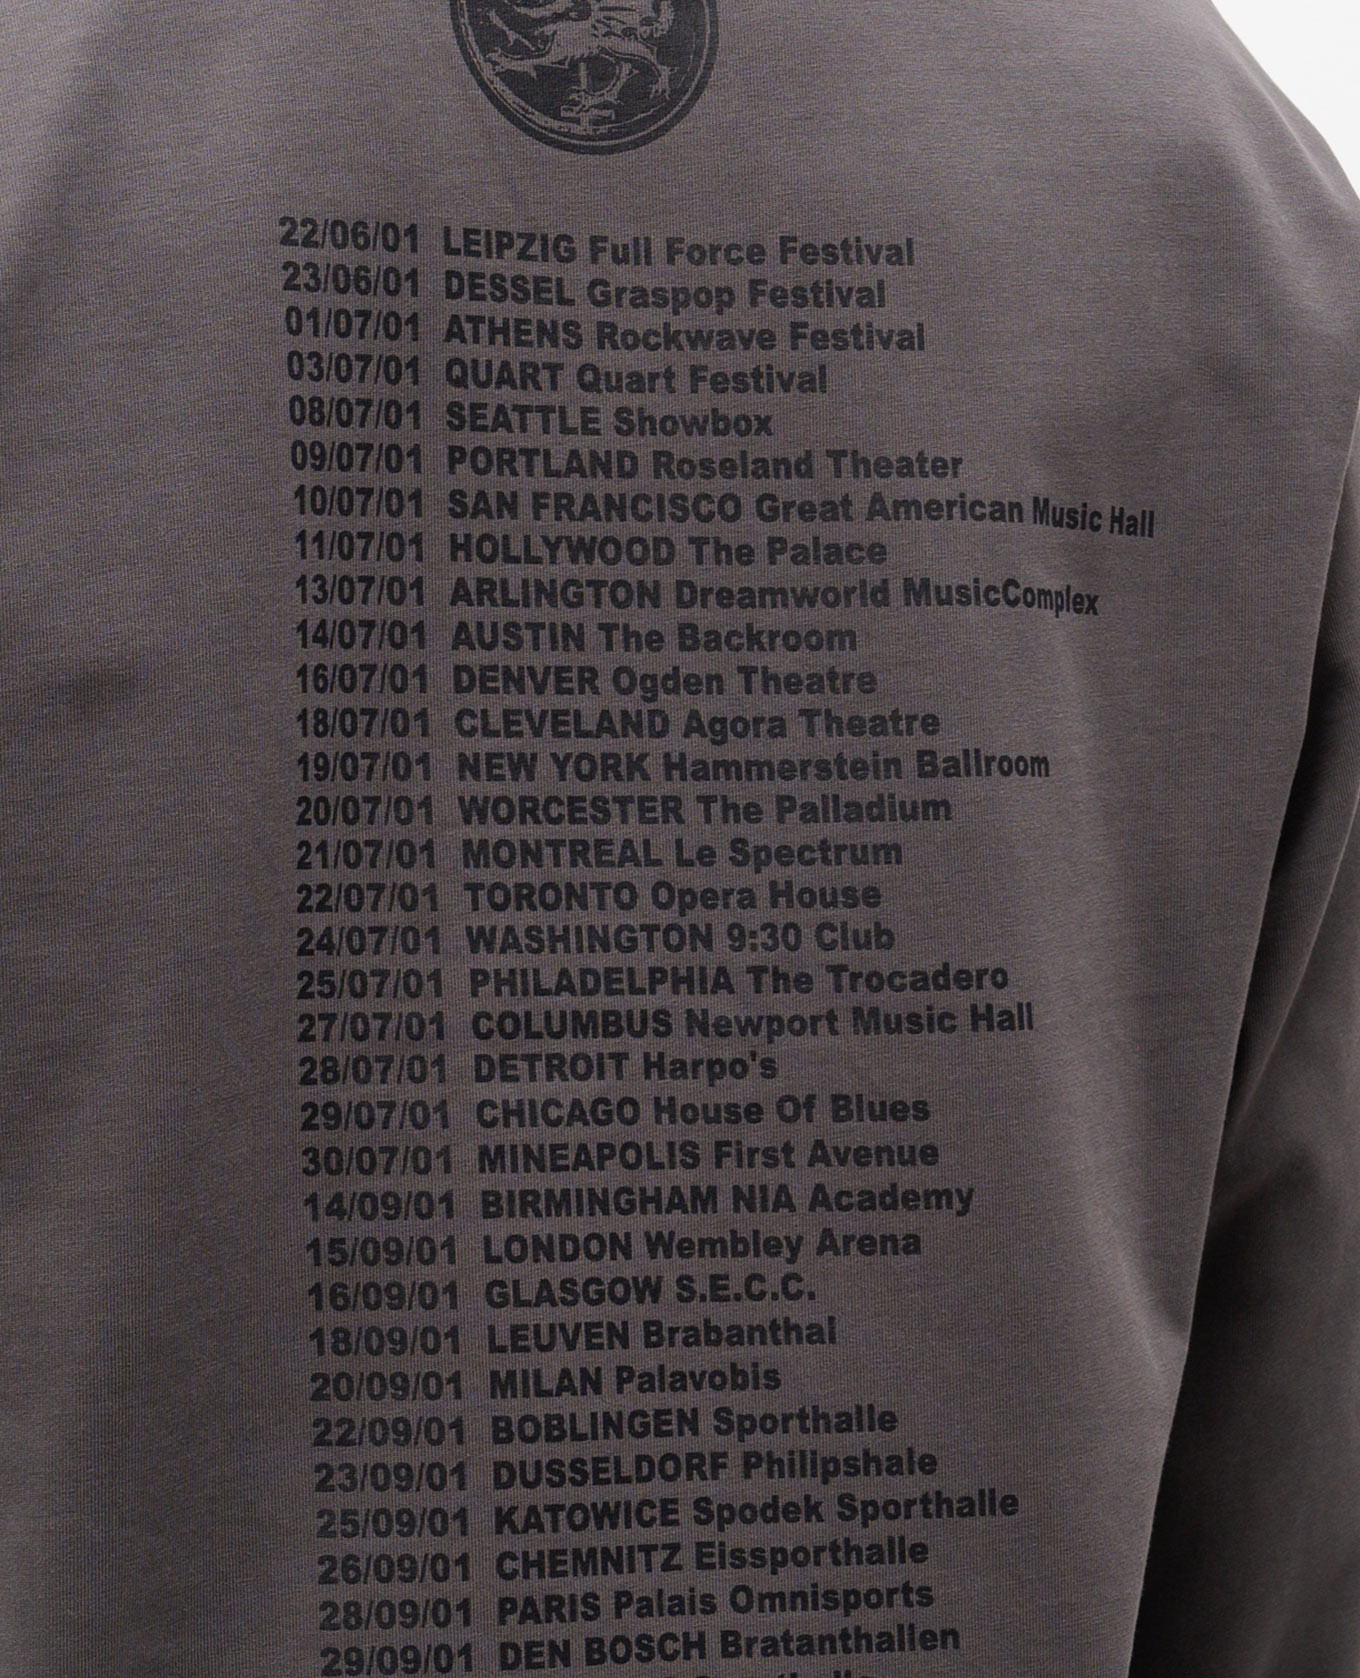 22/06/01 LEIPZIG Full Force Festival
23/06/01 DESSEL Graspop Festival
01/07/01 ATHENS Rockwave Festival
03/07/01 QUART Quart Festival
08/07/01 SEATTLE Showbox
09/07/01 PORTLAND Roseland Theater
10/07/01 SAN FRANCISCO Great American Music Hall
11/07/01 HOLLYWOOD The Palace
13/07/01 ARLINGTON Dreamworld MusicComplex
14/07/01 AUSTIN The Backroom
16/07/01 DENVER Ogden Theatre
18/07/01 CLEVELAND Agora Theatre
19/07/01 NEW YORK Hammerstein Ballroom
20/07/01 WORCESTER The Palladium
21/07/01 MONTREAL Le Spectrum
22/07/01 TORONTO Opera House
24/07/01 WASHINGTON 9:30 Club
25/07/01 PHILADELPHIA The Trocadero
27/07/01 COLUMBUS Newport Music Hall
28/07/01 DETROIT Harpo's
29/07/01 CHICAGO House Of Blues
30/07/01 MINEAPOLIS First Avenue
14/09/01 BIRMINGHAM NIA Academy
15/09/01 LONDON Wembley Arena
16/09/01 GLASGOW S.E.C.C.
18/09/01 LEUVEN Brabanthal
20/09/01 MILAN Palavobis
22/09/01 BOBLINGEN Sporthalle
23/09/01 DUSSELDORF Philipshale
25/09/01 KATOWICE Spodek Sporthalle
26/09/01 CHEMNITZ Eissporthalle
28/09/01 PARIS Palais Omnisports
29/09/01 DEN BOSCH Bratanthallen